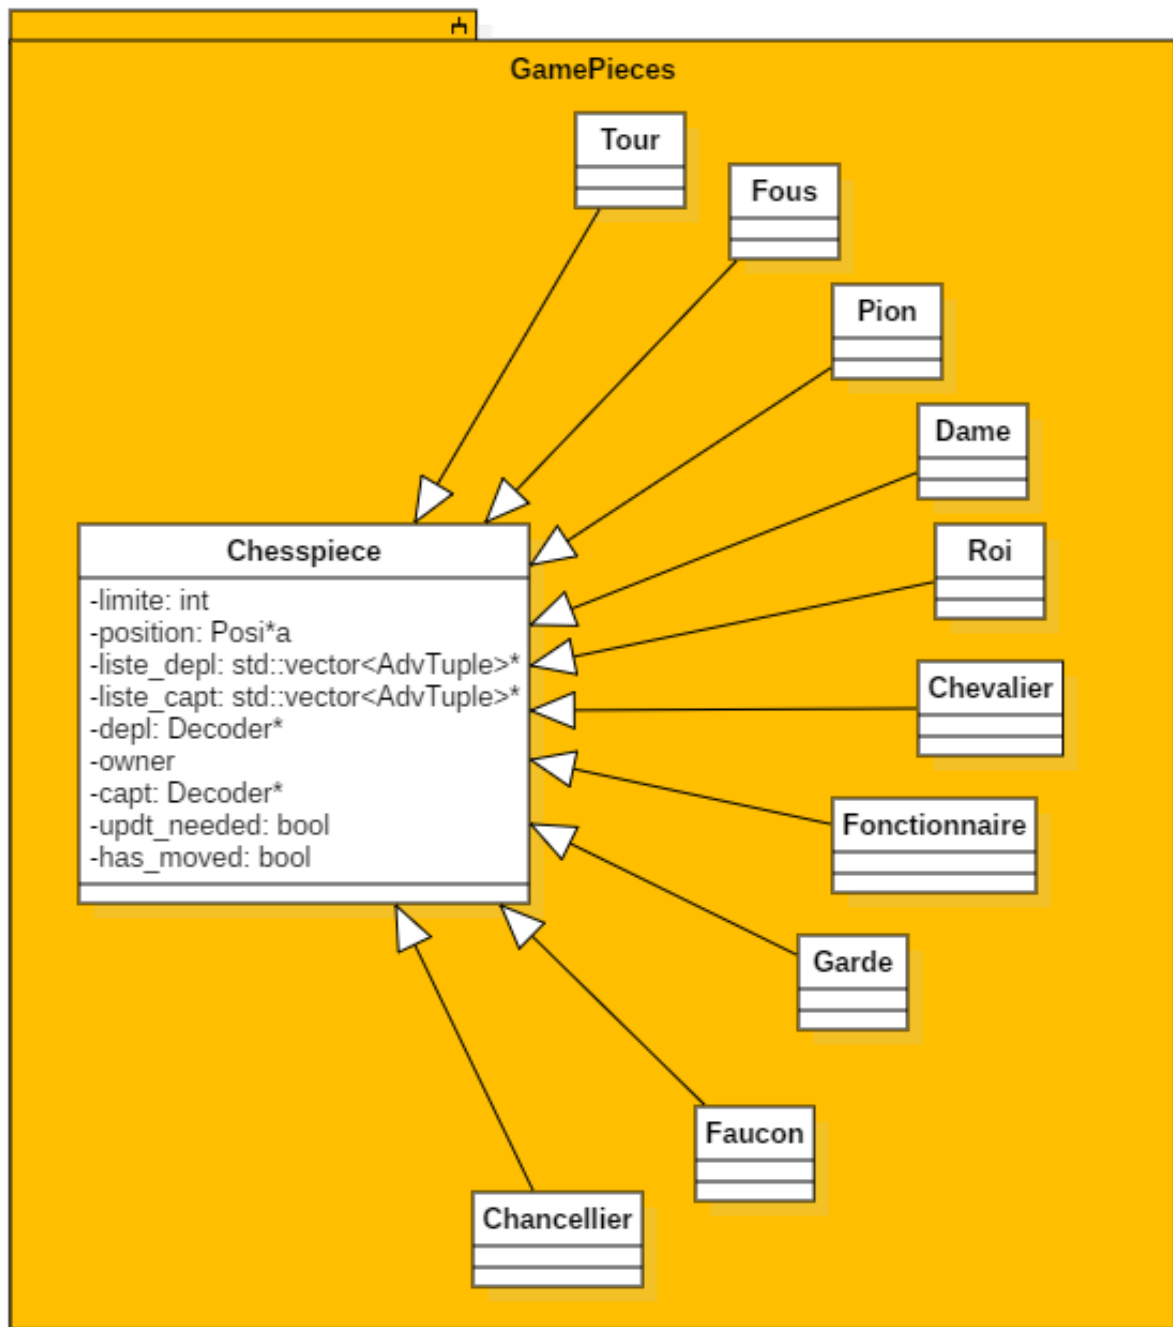 GamePieces
Tour
Fous
Pion
Dame
Roi
Chesspiece
-limite: int
-position: Posi*a
-liste_depl: std::vector<AdvTuple>*
-liste_capt: std::vector<AdvTuple>*
-depl: Decoder*
-owner
-capt: Decoder*
-updt_needed: bool
-has_moved: bool
Chevalier
Fonctionnaire
Garde
Faucon
Chancellier